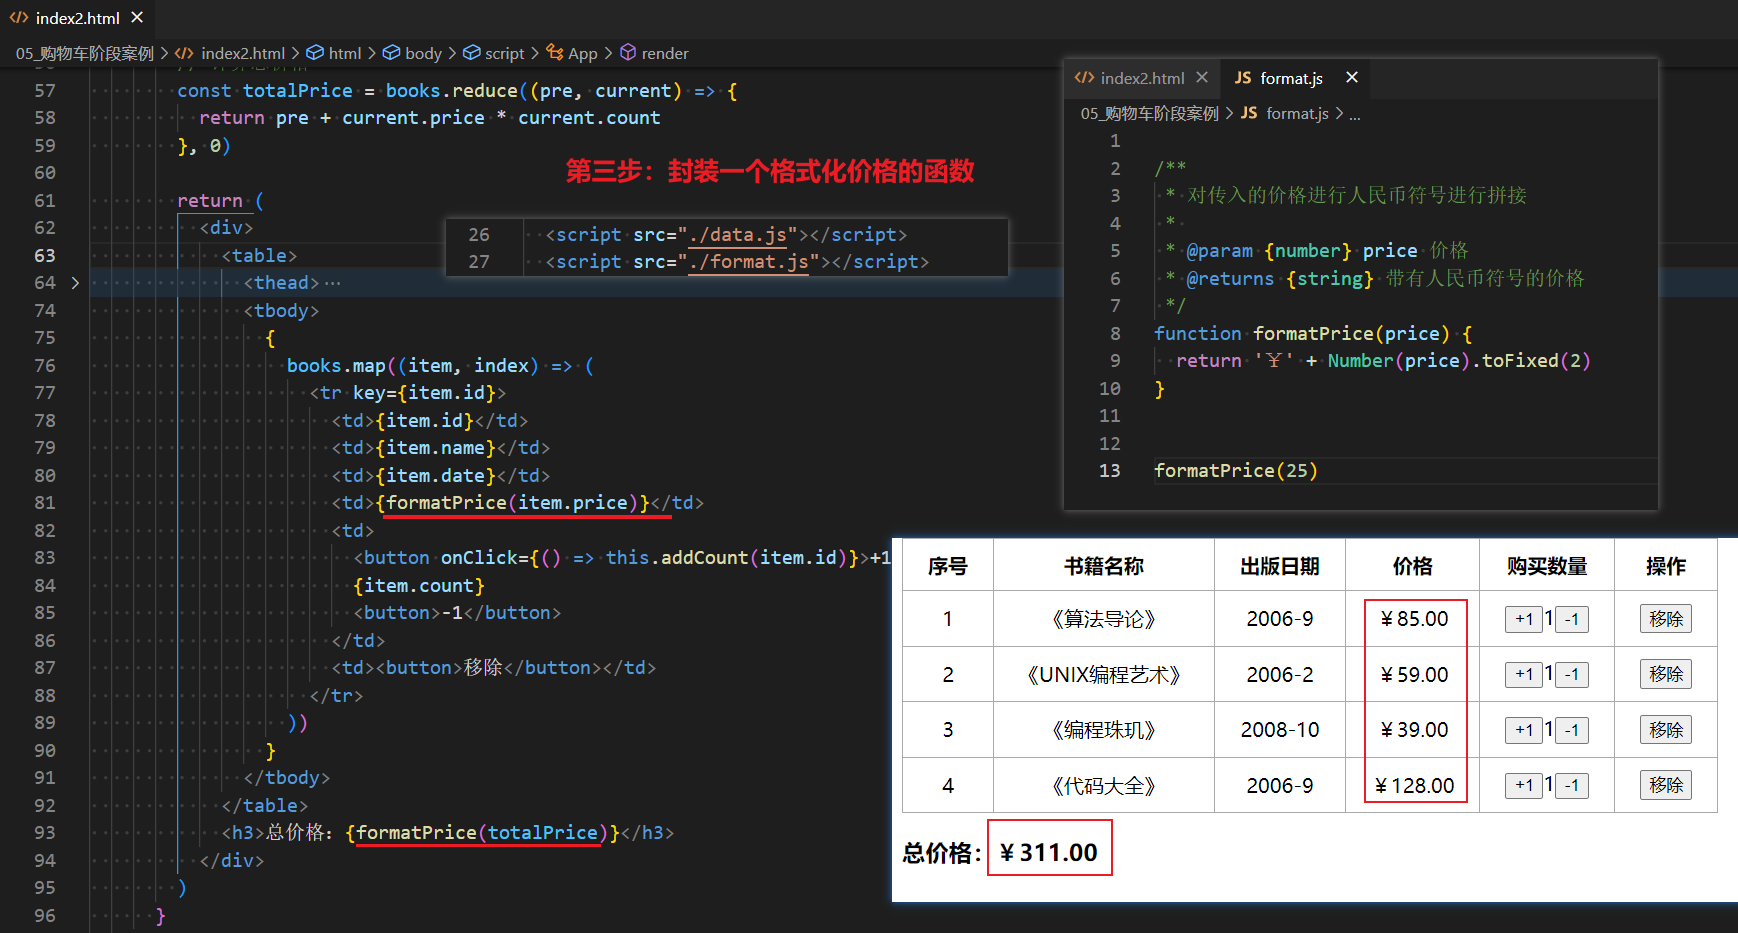 index2.html
05_购物车阶段案例 > index2.html > html > body > script > App > render
57 const totalPrice = books.reduce((pre, current) => {
58 return pre + current.price * current.count
59 }, 0)
60
第三步：封装一个格式化价格的函数
61 return (
62 <div>
63 <table>
64 <thead>…
74 <tbody>
75 {
76 books.map((item, index) => (
77 <tr key={item.id}>
78 <td>{item.id}</td>
79 <td>{item.name}</td>
80 <td>{item.date}</td>
81 <td>{formatPrice(item.price)}</td>
82 <td>
83 <button onClick={() => this.addCount(item.id)}>+1
84 {item.count}
85 <button>-1</button>
86 </td>
87 <td><button>移除</button></td>
88 </tr>
89 ))
90 }
91 </tbody>
92 </table>
93 <h3>总价格: {formatPrice(totalPrice)}</h3>
94 </div>
95 )
96 }
26 <script src="./data.js"></script>
27 <script src="./format.js"></script>
index2.html JS format.js
05_购物车阶段案例 > JS format.js > ...
1
2 /**
3 * 对传入的价格进行人民币符号进行拼接
4 *
5 * @param {number} price 价格
6 * @returns {string} 带有人民币符号的价格
7 */
8 function formatPrice(price) {
9 return '￥' + Number(price).toFixed(2)
10 }
11
12
13 formatPrice(25)
序号 书籍名称 出版日期 价格 购买数量 操作
1 《算法导论》 2006-9 ￥85.00 +1 1 -1 移除
2 《UNIX编程艺术》 2006-2 ￥59.00 +1 1 -1 移除
3 《编程珠玑》 2008-10 ￥39.00 +1 1 -1 移除
4 《代码大全》 2006-9 ￥128.00 +1 1 -1 移除
总价格：￥311.00